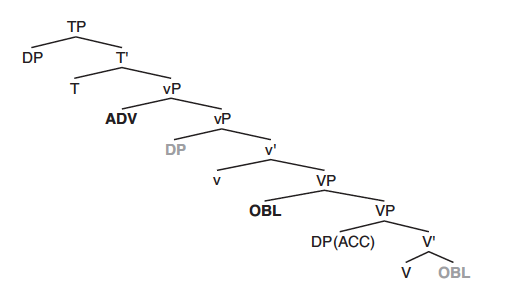 TP
DP T'
T vP
ADV vP
DP v'
v VP
OBL VP
DP(ACC) V'
V OBL